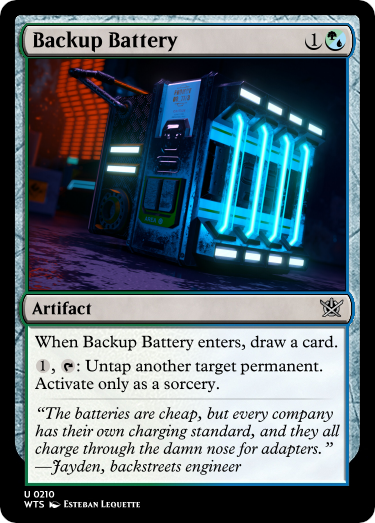 Backup Battery 1
Artifact
When Backup Battery enters, draw a card.
1, : Untap another target permanent.
Activate only as a sorcery.
“The batteries are cheap, but every company
has their own charging standard, and they all
charge through the damn nose for adapters.”
—Jayden, backstreets engineer
U 0210
WTS Esteban Lequette